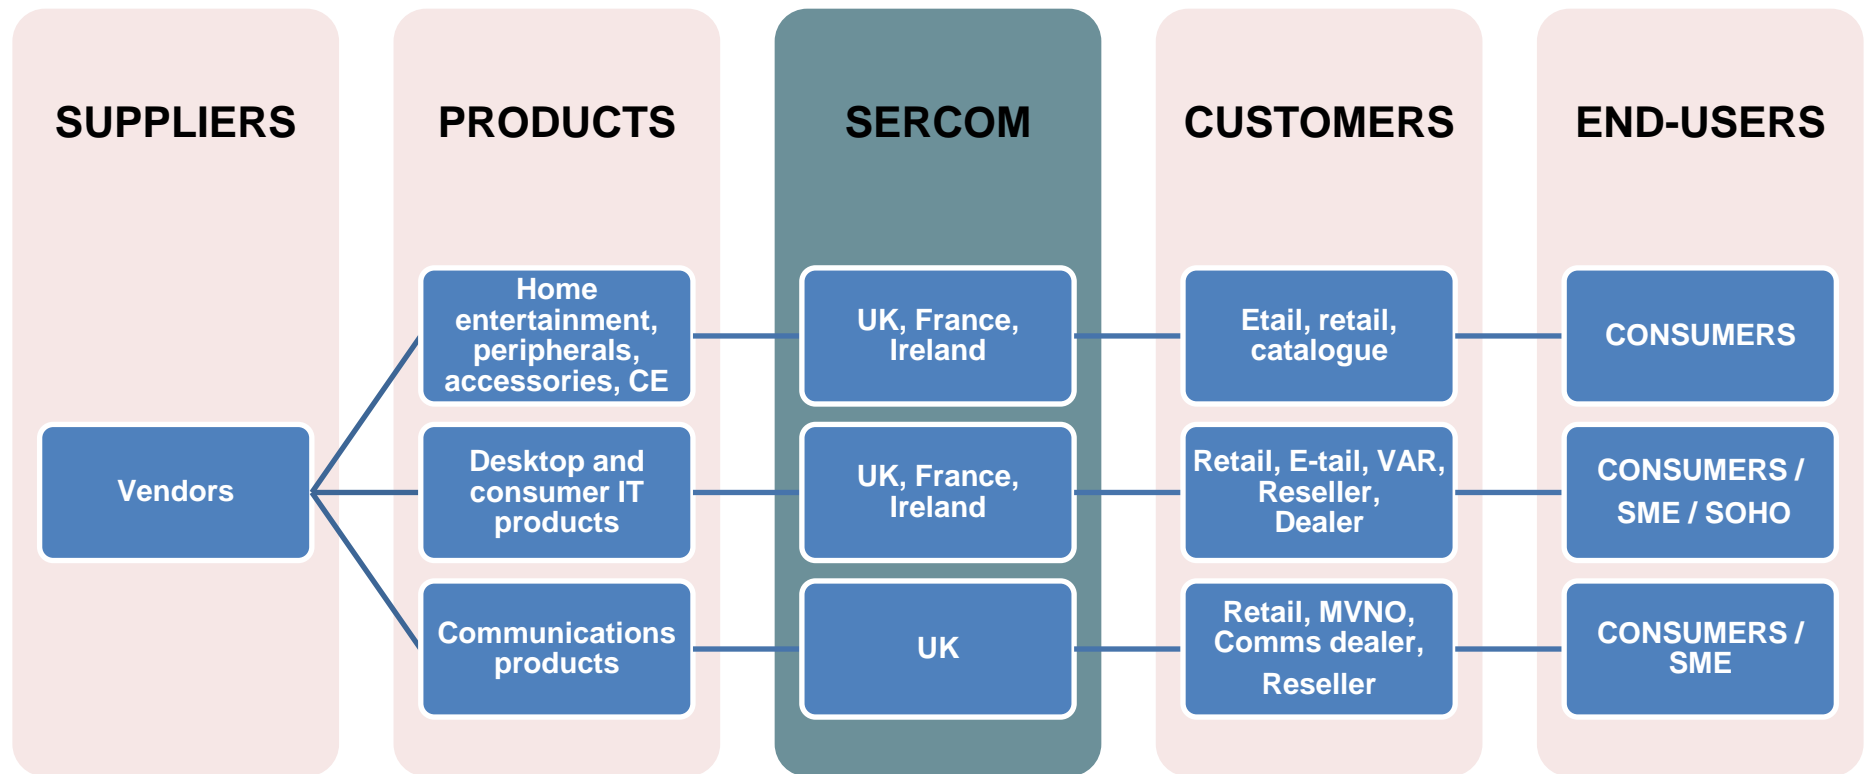 SUPPLIERS
PRODUCTS
SERCOM
CUSTOMERS
END-USERS
Vendors
Home
entertainment,
peripherals,
accessories, CE
UK, France,
Ireland
Etail, retail,
catalogue
CONSUMERS
Desktop and
consumer IT
products
UK, France,
Ireland
Retail, E-tail, VAR,
Reseller,
Dealer
CONSUMERS /
SME / SOHO
Communications
products
UK
Retail, MVNO,
Comms dealer,
Reseller
CONSUMERS /
SME